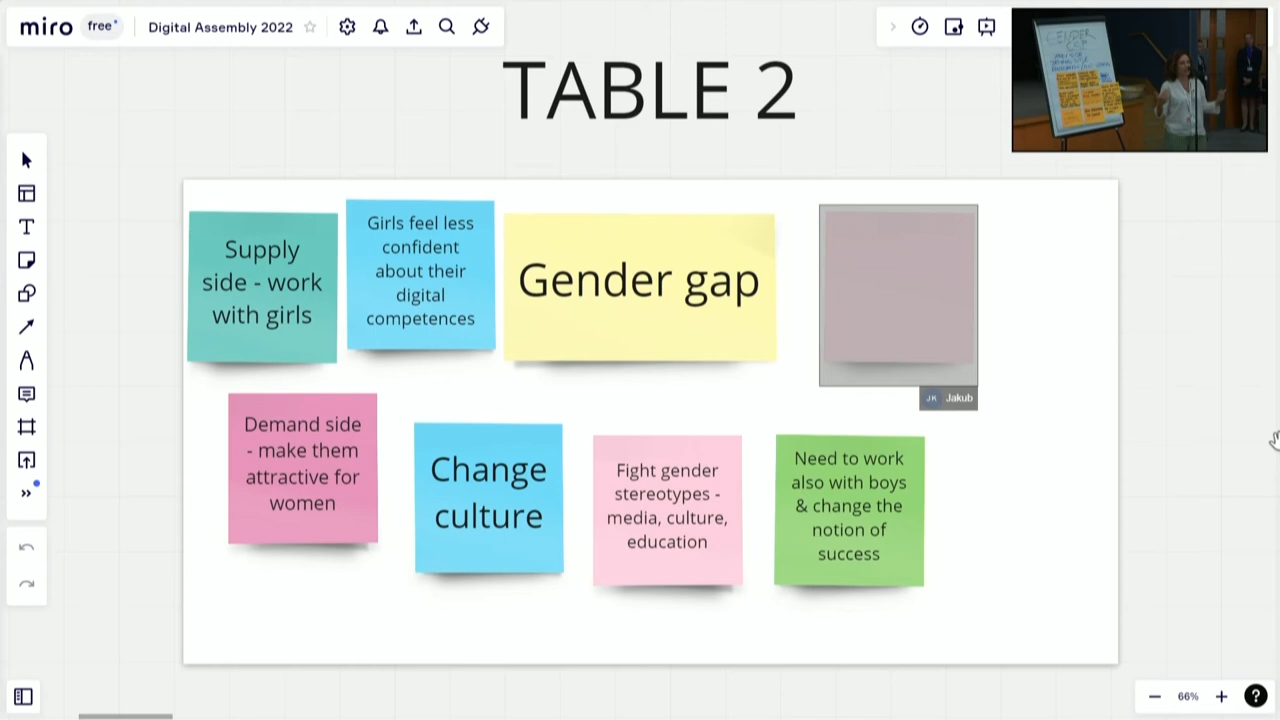 miro
free
Digital Assembly 2022
TABLE 2
GENDER
GAP
Supply
side - work
with girls
Girls feel less
confident
about their
digital
competences
Gender gap
JK Jakub
Demand side
- make them
attractive for
women
Change
culture
Fight gender
stereotypes -
media, culture,
education
Need to work
also with boys
& change the
notion of
success
66%
?